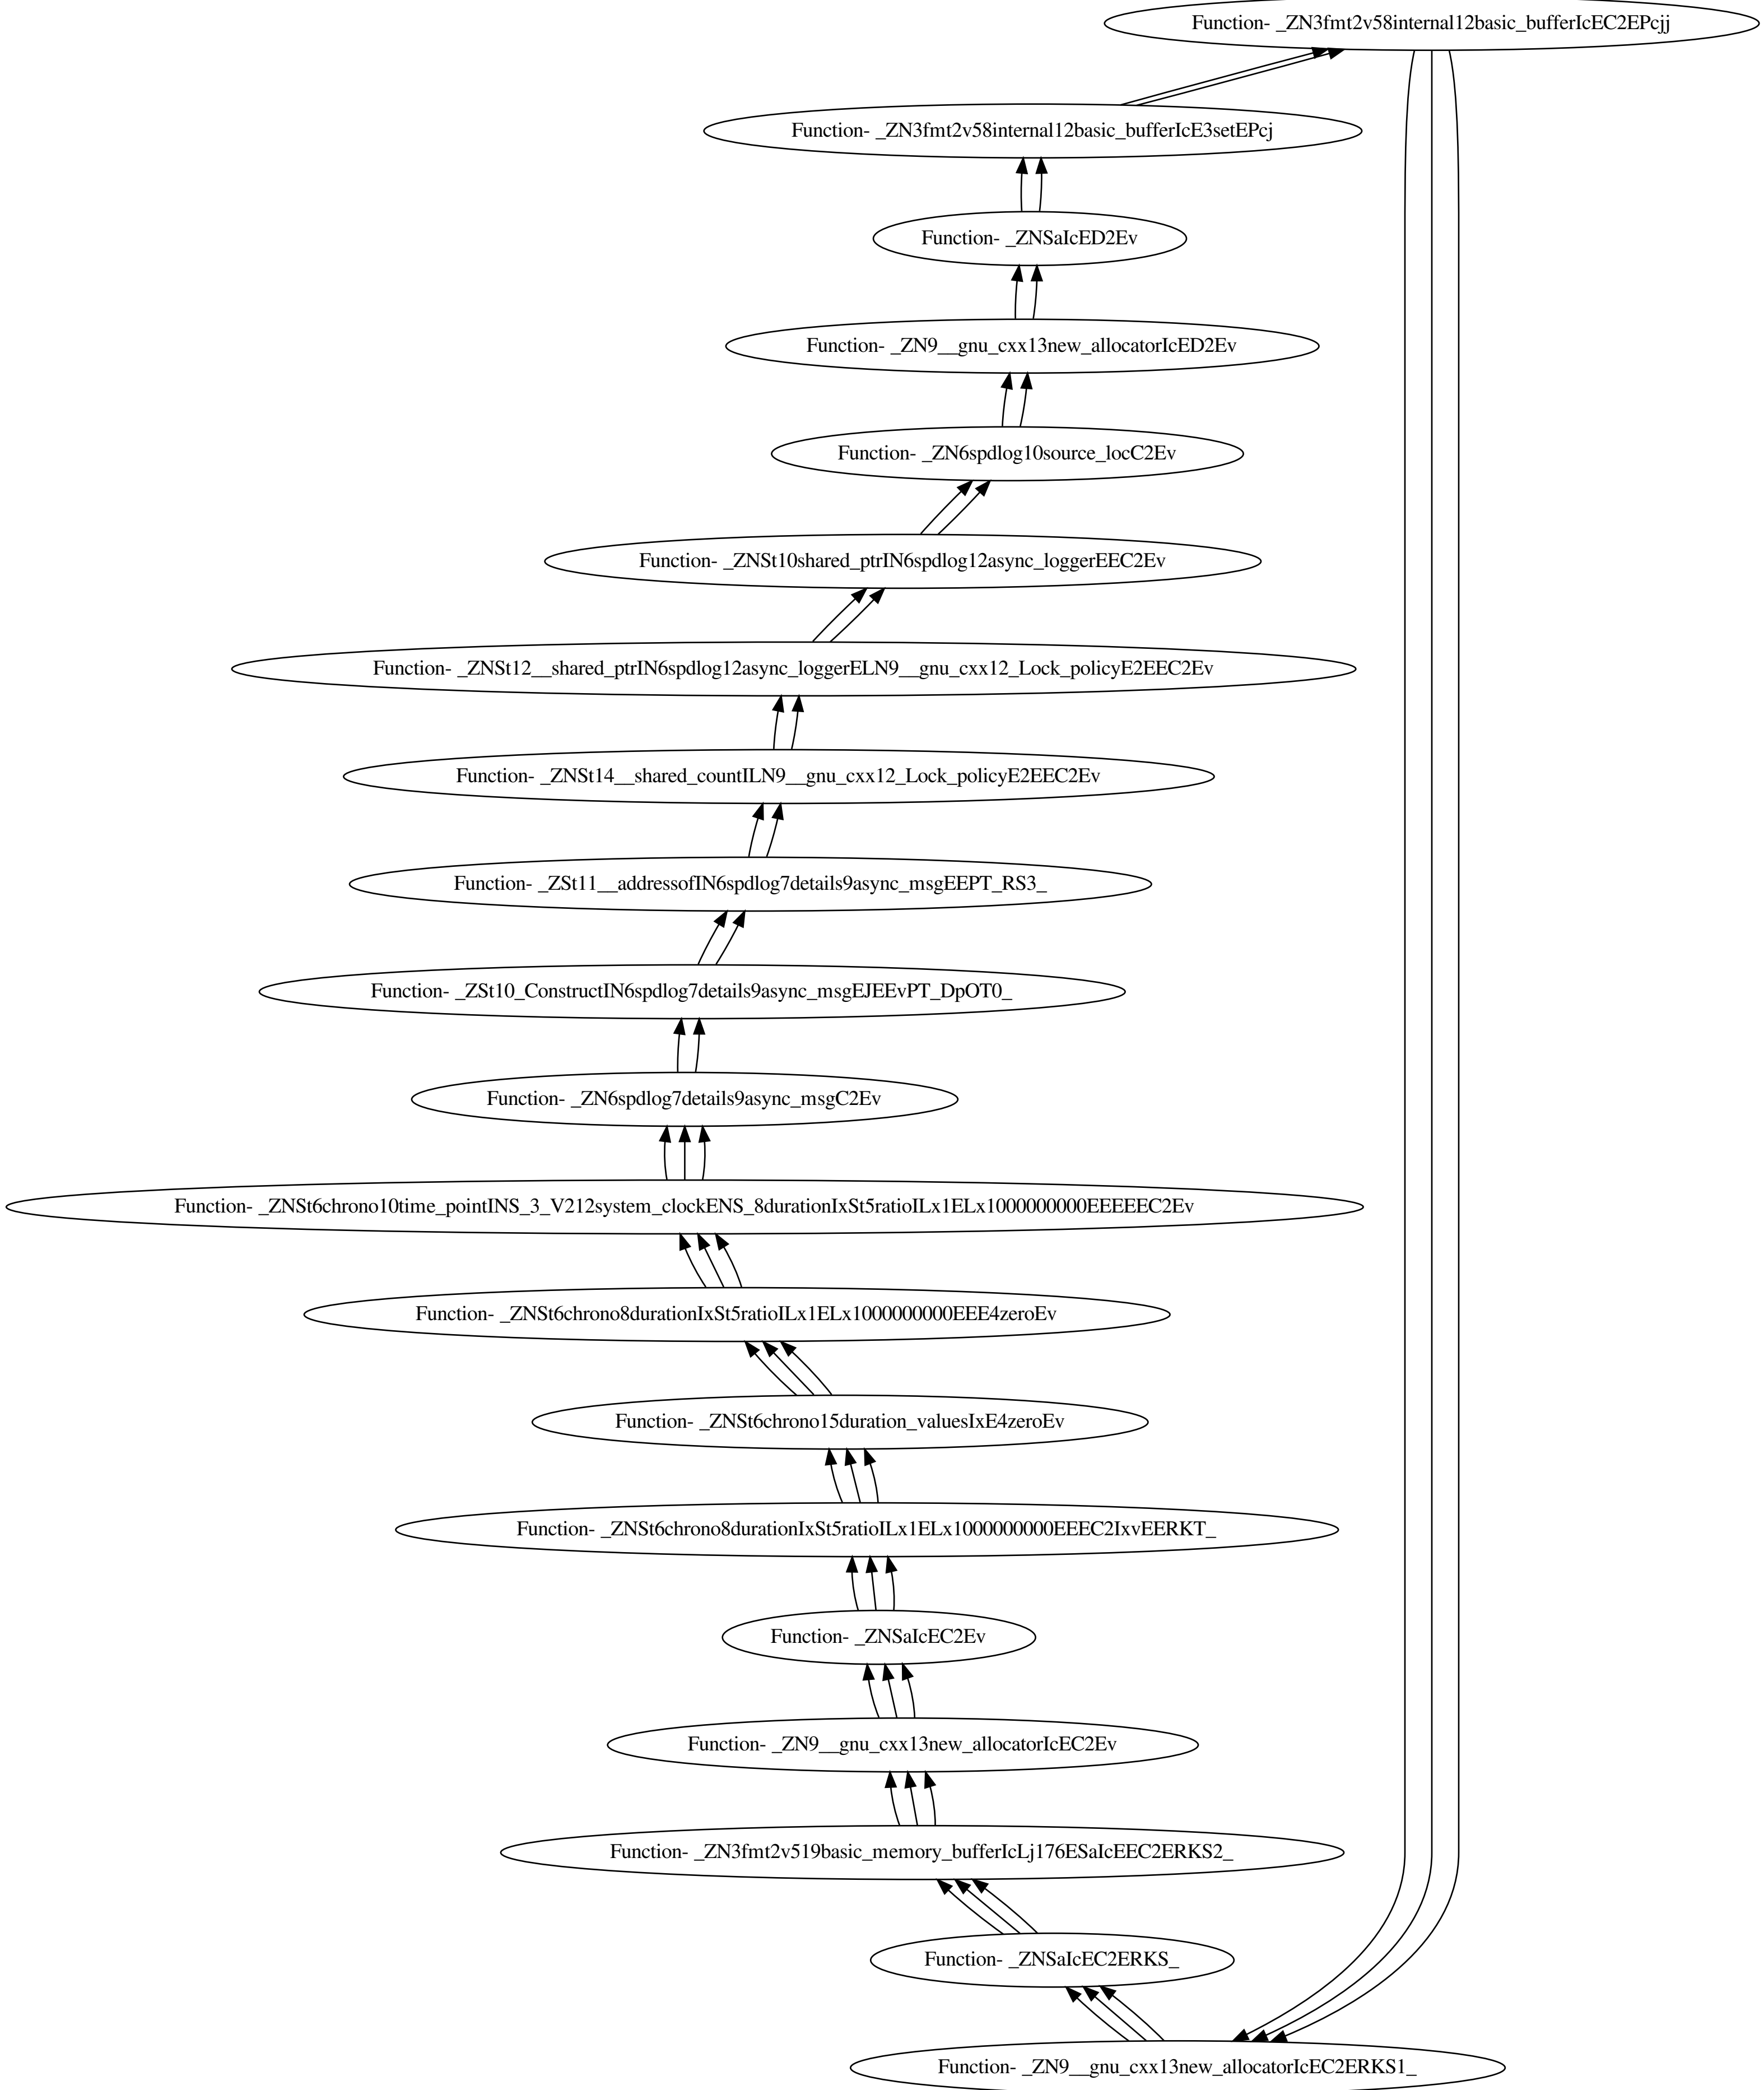 Function- _ZN3fmt2v58internal12basic_bufferIcEC2EPcjj
Function- _ZN3fmt2v58internal12basic_bufferIcE3setEPcj
Function- _ZNSaIcED2Ev
Function- _ZN9__gnu_cxx13new_allocatorIcED2Ev
Function- _ZN6spdlog10source_locC2Ev
Function- _ZNSt10shared_ptrIN6spdlog12async_loggerEEC2Ev
Function- _ZNSt12__shared_ptrIN6spdlog12async_loggerELN9__gnu_cxx12_Lock_policyE2EEC2Ev
Function- _ZNSt14__shared_countILN9__gnu_cxx12_Lock_policyE2EEC2Ev
Function- _ZSt11__addressofIN6spdlog7details9async_msgEEPT_RS3_
Function- _ZSt10_ConstructIN6spdlog7details9async_msgEJEEvPT_DpOT0_
Function- _ZN6spdlog7details9async_msgC2Ev
Function- _ZNSt6chrono10time_pointINS_3_V212system_clockENS_8durationIxSt5ratioILx1ELx1000000000EEEEEC2Ev
Function- _ZNSt6chrono8durationIxSt5ratioILx1ELx1000000000EEE4zeroEv
Function- _ZNSt6chrono15duration_valuesIxE4zeroEv
Function- _ZNSt6chrono8durationIxSt5ratioILx1ELx1000000000EEEC2IxvEERKT_
Function- _ZNSaIcEC2Ev
Function- _ZN9__gnu_cxx13new_allocatorIcEC2Ev
Function- _ZN3fmt2v519basic_memory_bufferIcLj176ESaIcEEC2ERKS2_
Function- _ZNSaIcEC2ERKS_
Function- _ZN9__gnu_cxx13new_allocatorIcEC2ERKS1_